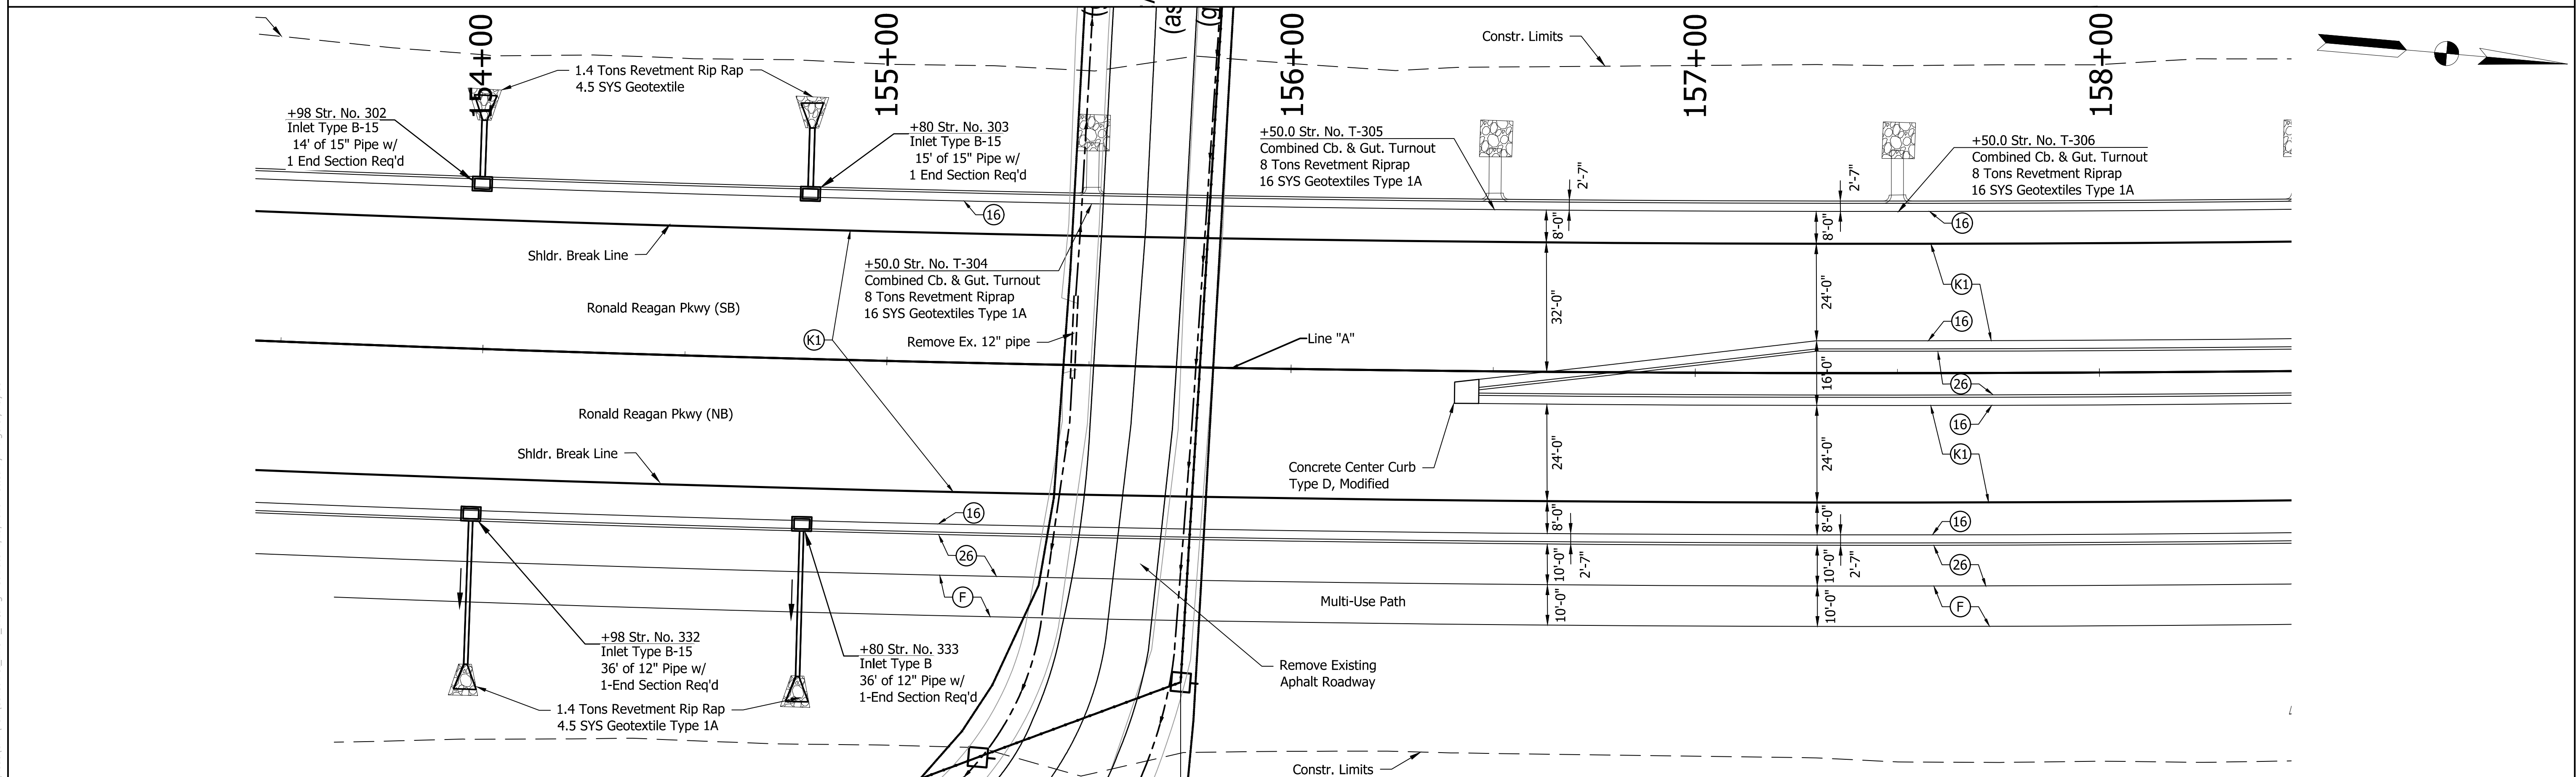 154+00
155+00
156+00
157+00
158+00
(as
(g
Constr. Limits
1.4 Tons Revetment Rip Rap
4.5 SYS Geotextile
+98 Str. No. 302
Inlet Type B-15
14' of 15" Pipe w/
1 End Section Req'd
+80 Str. No. 303
Inlet Type B-15
15' of 15" Pipe w/
1 End Section Req'd
+50.0 Str. No. T-305
Combined Cb. & Gut. Turnout
8 Tons Revetment Riprap
16 SYS Geotextiles Type 1A
+50.0 Str. No. T-306
Combined Cb. & Gut. Turnout
8 Tons Revetment Riprap
16 SYS Geotextiles Type 1A
2'-7"
2'-7"
16
8'-0"
8'-0"
16
Shldr. Break Line
+50.0 Str. No. T-304
Combined Cb. & Gut. Turnout
8 Tons Revetment Riprap
16 SYS Geotextiles Type 1A
Ronald Reagan Pkwy (SB)
32'-0"
24'-0"
K1
16
K1
Remove Ex. 12" pipe
Line "A"
16'-0"
26
Ronald Reagan Pkwy (NB)
16
Shldr. Break Line
Concrete Center Curb
Type D, Modified
24'-0"
24'-0"
K1
16
8'-0"
8'-0"
16
26
10'-0"
2'-7"
10'-0"
2'-7"
26
F
Multi-Use Path
10'-0"
10'-0"
F
+98 Str. No. 332
Inlet Type B-15
36' of 12" Pipe w/
1-End Section Req'd
+80 Str. No. 333
Inlet Type B
36' of 12" Pipe w/
1-End Section Req'd
Remove Existing
Aphalt Roadway
1.4 Tons Revetment Rip Rap
4.5 SYS Geotextile Type 1A
Constr. Limits